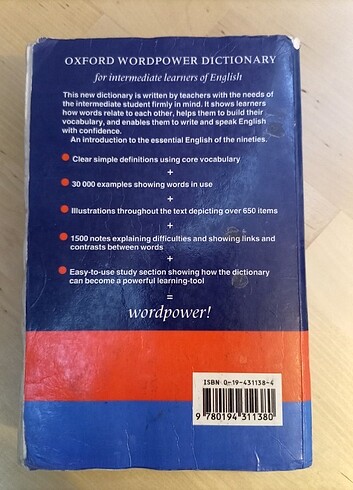 OXFORD WORDPOWER DICTIONARY
for intermediate learners of English
This new dictionary is written by teachers with the needs of
the intermediate student firmly in mind. It shows learners
how words relate to each other, helps them to build their
vocabulary, and enables them to write and speak English
with confidence.
An introduction to the essential English of the nineties.
Clear simple definitions using core vocabulary
+
30 000 examples showing words in use
+
Illustrations throughout the text depicting over 650 items
+
1500 notes explaining difficulties and showing links and
contrasts between words
+
Easy-to-use study section showing how the dictionary
can become a powerful learning-tool
=
wordpower!
ISBN 0-19-431138-4
9 780194 311380